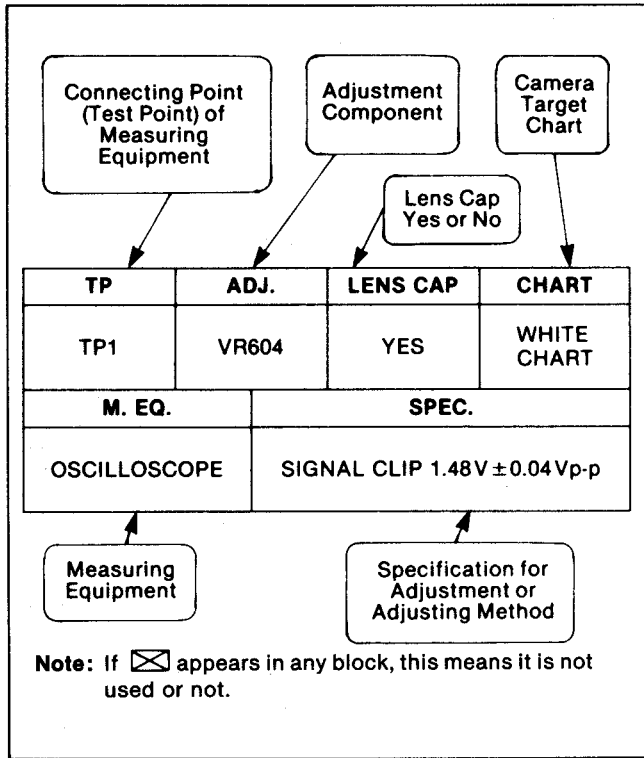 Connecting Point
(Test Point) of
Measuring
Equipment
Adjustment
Component
Camera
Target
Chart
Lens Cap
Yes or No
TP ADJ. LENS CAP CHART
TP1 VR604 YES WHITE
CHART
M. EQ. SPEC.
OSCILLOSCOPE SIGNAL CLIP 1.48V ± 0.04 Vp-p
Measuring
Equipment
Specification for
Adjustment or
Adjusting Method
Note: If appears in any block, this means it is not
used or not.